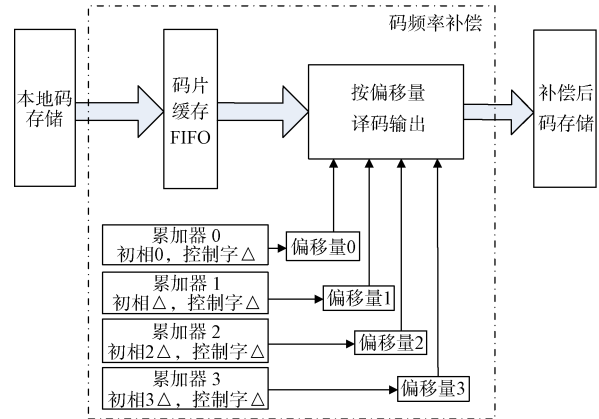 码频率补偿
本地码
存储
码片
缓存
FIFO
按偏移量
译码输出
补偿后
码存储
累加器 0
初相0，控制字△
偏移量0
累加器 1
初相△，控制字△
偏移量1
累加器 2
初相2△，控制字△
偏移量2
累加器 3
初相3△，控制字△
偏移量3